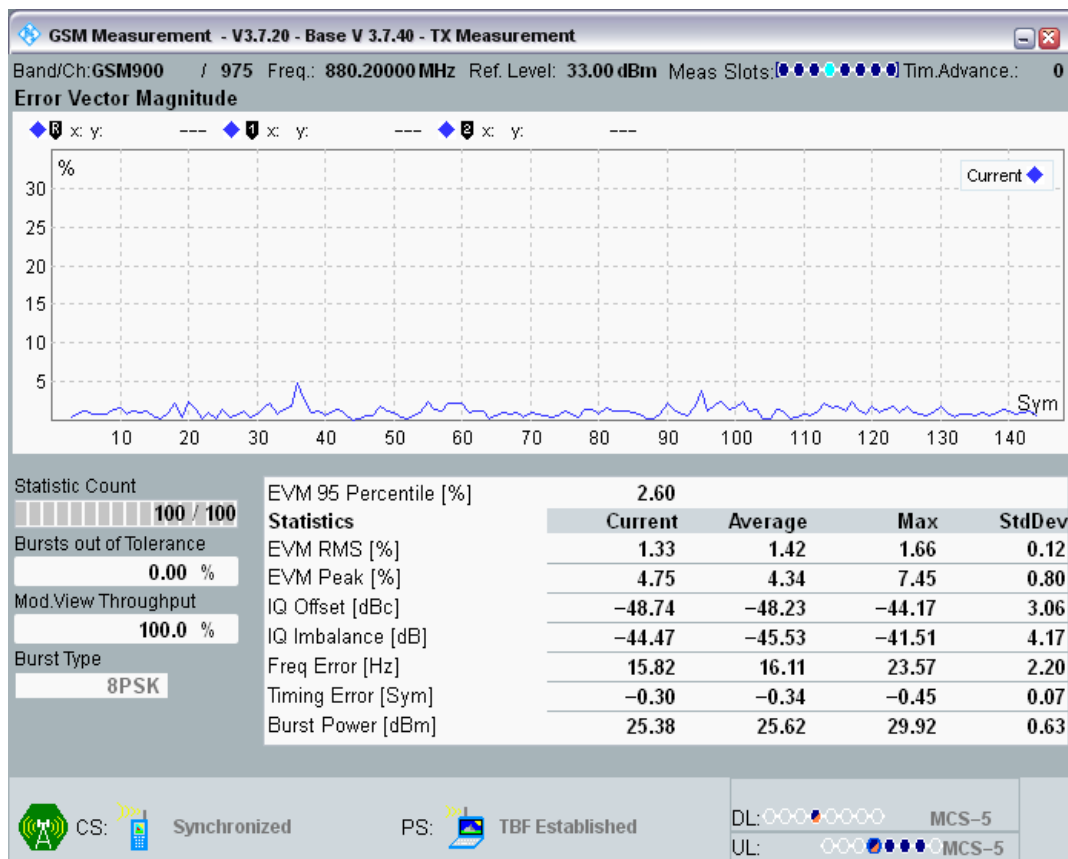 GSM Measurement - V3.7.20 - Base V 3.7.40 - TX Measurement
Band/Ch:GSM900 / 975 Freq.: 880.20000 MHz Ref. Level: 33.00 dBm Meas Slots: Tim.Advance.: 0
Error Vector Magnitude
R x: y: --- 1 x: y: --- 2 x: y: ---
%
Current
30
25
20
15
10
5
Sym
10 20 30 40 50 60 70 80 90 100 110 120 130 140
Statistic Count
100 / 100
Bursts out of Tolerance
0.00 %
Mod.View Throughput
100.0 %
Burst Type
8PSK
EVM 95 Percentile [%] 2.60
Statistics Current Average Max StdDev
EVM RMS [%] 1.33 1.42 1.66 0.12
EVM Peak [%] 4.75 4.34 7.45 0.80
IQ Offset [dBc] −48.74 −48.23 −44.17 3.06
IQ Imbalance [dB] −44.47 −45.53 −41.51 4.17
Freq Error [Hz] 15.82 16.11 23.57 2.20
Timing Error [Sym] −0.30 −0.34 −0.45 0.07
Burst Power [dBm] 25.38 25.62 29.92 0.63
CS: Synchronized PS: TBF Established
DL: MCS−5
UL: MCS−5